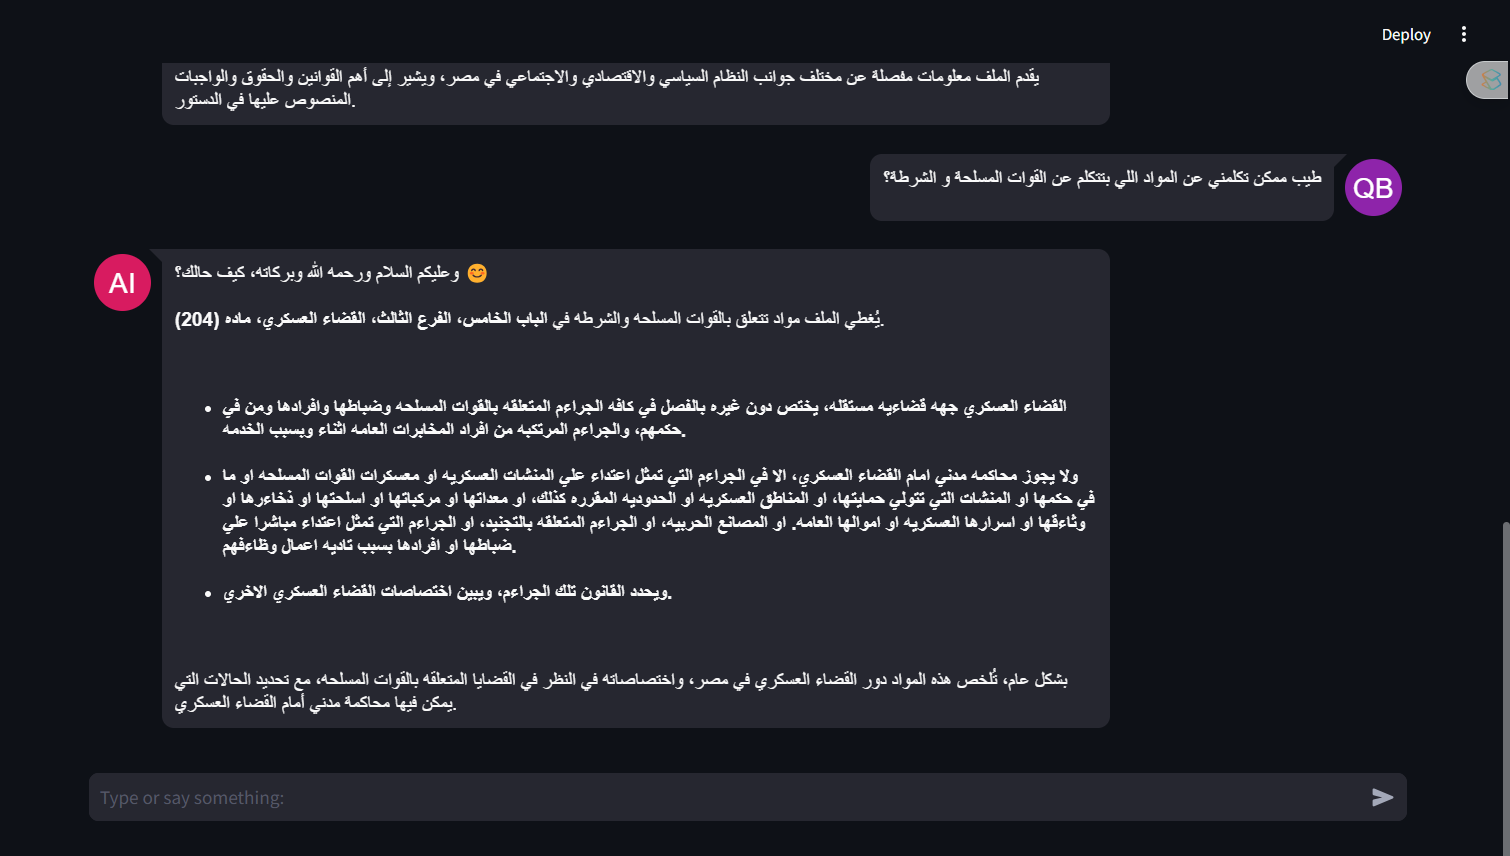 Deploy
يقدم الملف معلومات مفصلة عن مختلف جوانب النظام السياسي والاقتصادي والاجتماعي في مصر، ويشير إلى أهم القوانين والحقوق والواجبات
المنصوص عليها في الدستور.
طيب ممكن تكلمني عن المواد اللي بتتكلم عن القوات المسلحة و الشرطة؟
QB
AI
وعليكم السلام ورحمه الله وبركاته، كيف حالك؟ 😊
يُغطي الملف مواد تتعلق بالقوات المسلحه والشرطه في الباب الخامس، الفرع الثالث، القضاء العسكري، ماده (204).
• القضاء العسكري جهه قضاءيه مستقله، يختص دون غيره بالفصل في كافه الجراءم المتعلقه بالقوات المسلحه وضباطها وافرادها ومن في
حكمهم، والجراءم المرتكبه من افراد المخابرات العامه اثناء وبسبب الخدمه.
• ولا يجوز محاكمه مدني امام القضاء العسكري، الا في الجراءم التي تمثل اعتداء علي المنشات العسكريه او معسكرات القوات المسلحه او ما
في حكمها او المنشات التي تتولي حمايتها، او المناطق العسكريه او الحدوديه المقرره كذلك، او معداتها او مركباتها او اسلحتها او ذخاءرها او
وثاءقها او اسرارها العسكريه او اموالها العامه. او المصانع الحربيه، او الجراءم المتعلقه بالتجنيد، او الجراءم التي تمثل اعتداء مباشرا علي
ضباطها او افرادها بسبب تاديه اعمال وظاءفهم.
• ويحدد القانون تلك الجراءم، ويبين اختصاصات القضاء العسكري الاخري.
بشكل عام، تُلخص هذه المواد دور القضاء العسكري في مصر، واختصاصاته في النظر في القضايا المتعلقه بالقوات المسلحه، مع تحديد الحالات التي
يمكن فيها محاكمة مدني أمام القضاء العسكري.
Type or say something: